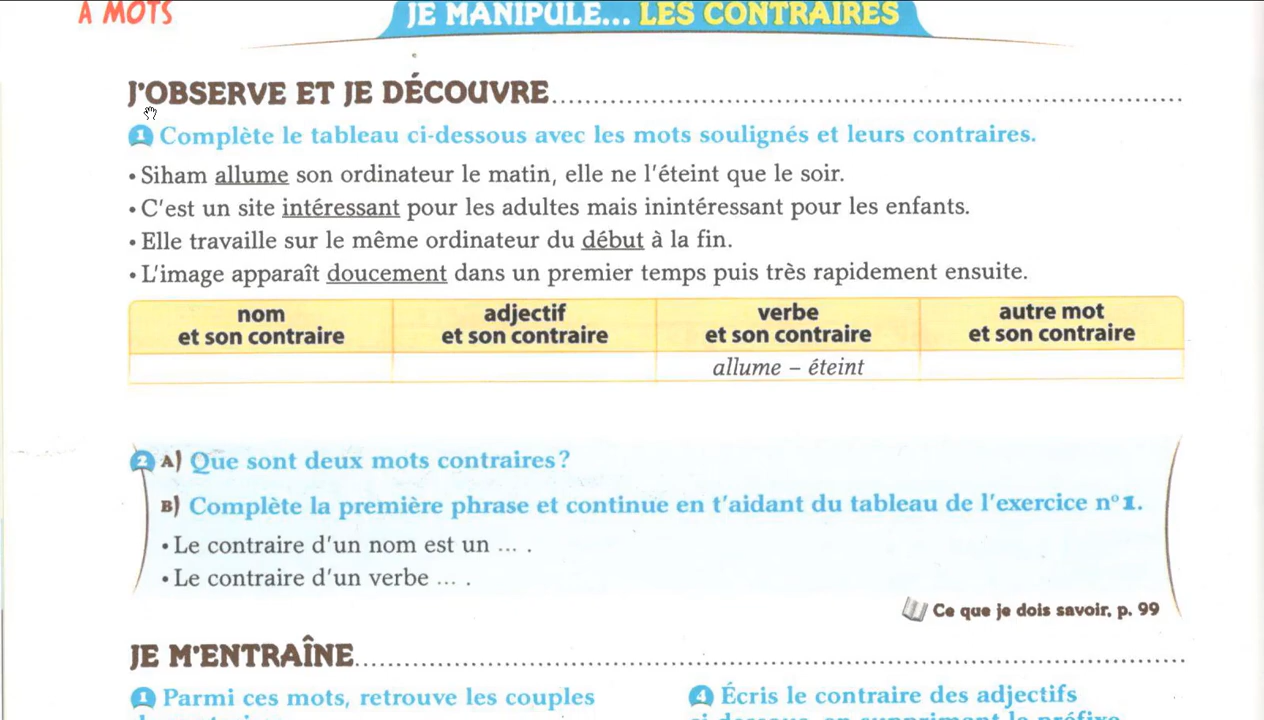 À MOTS
JE MANIPULE... LES CONTRAIRES
J'OBSERVE ET JE DÉCOUVRE
1 Complète le tableau ci-dessous avec les mots soulignés et leurs contraires.
• Siham allume son ordinateur le matin, elle ne l'éteint que le soir.
• C'est un site intéressant pour les adultes mais inintéressant pour les enfants.
• Elle travaille sur le même ordinateur du début à la fin.
• L'image apparaît doucement dans un premier temps puis très rapidement ensuite.
nom et son contraire
adjectif et son contraire
verbe et son contraire
autre mot et son contraire
allume – éteint
2 A) Que sont deux mots contraires ?
B) Complète la première phrase et continue en t'aidant du tableau de l'exercice n° 1.
• Le contraire d'un nom est un ... .
• Le contraire d'un verbe ... .
Ce que je dois savoir, p. 99
JE M'ENTRAÎNE
1 Parmi ces mots, retrouve les couples
4 Écris le contraire des adjectifs
ci-dessous en supprimant le préfixe